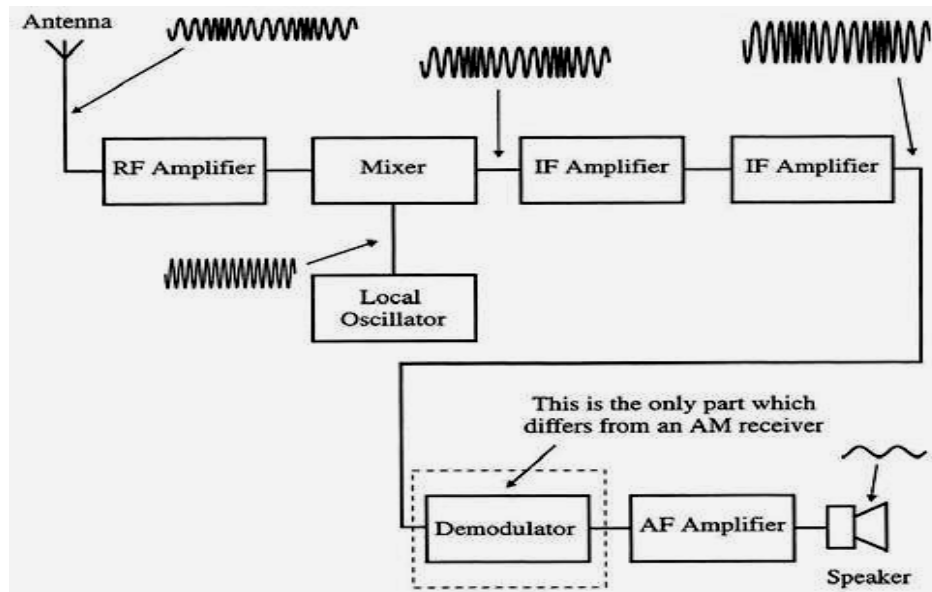 Antenna
RF Amplifier
Mixer
IF Amplifier
IF Amplifier
Local
Oscillator
This is the only part which
differs from an AM receiver
Demodulator
AF Amplifier
Speaker